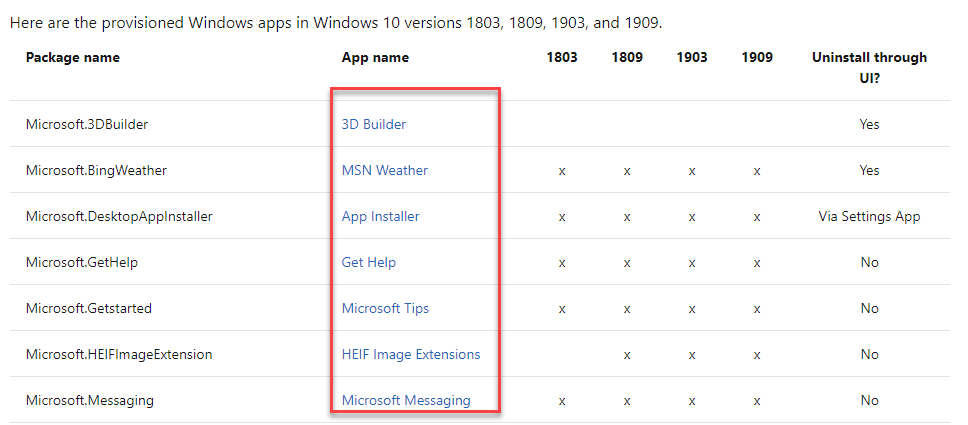 Here are the provisioned Windows apps in Windows 10 versions 1803, 1809, 1903, and 1909.
Package name App name 1803 1809 1903 1909 Uninstall through
UI?
Microsoft.3DBuilder 3D Builder Yes
Microsoft.BingWeather MSN Weather x x x x Yes
Microsoft.DesktopAppInstaller App Installer x x x x Via Settings App
Microsoft.GetHelp Get Help x x x x No
Microsoft.Getstarted Microsoft Tips x x x x No
Microsoft.HEIFImageExtension HEIF Image Extensions x x x No
Microsoft.Messaging Microsoft Messaging x x x x No